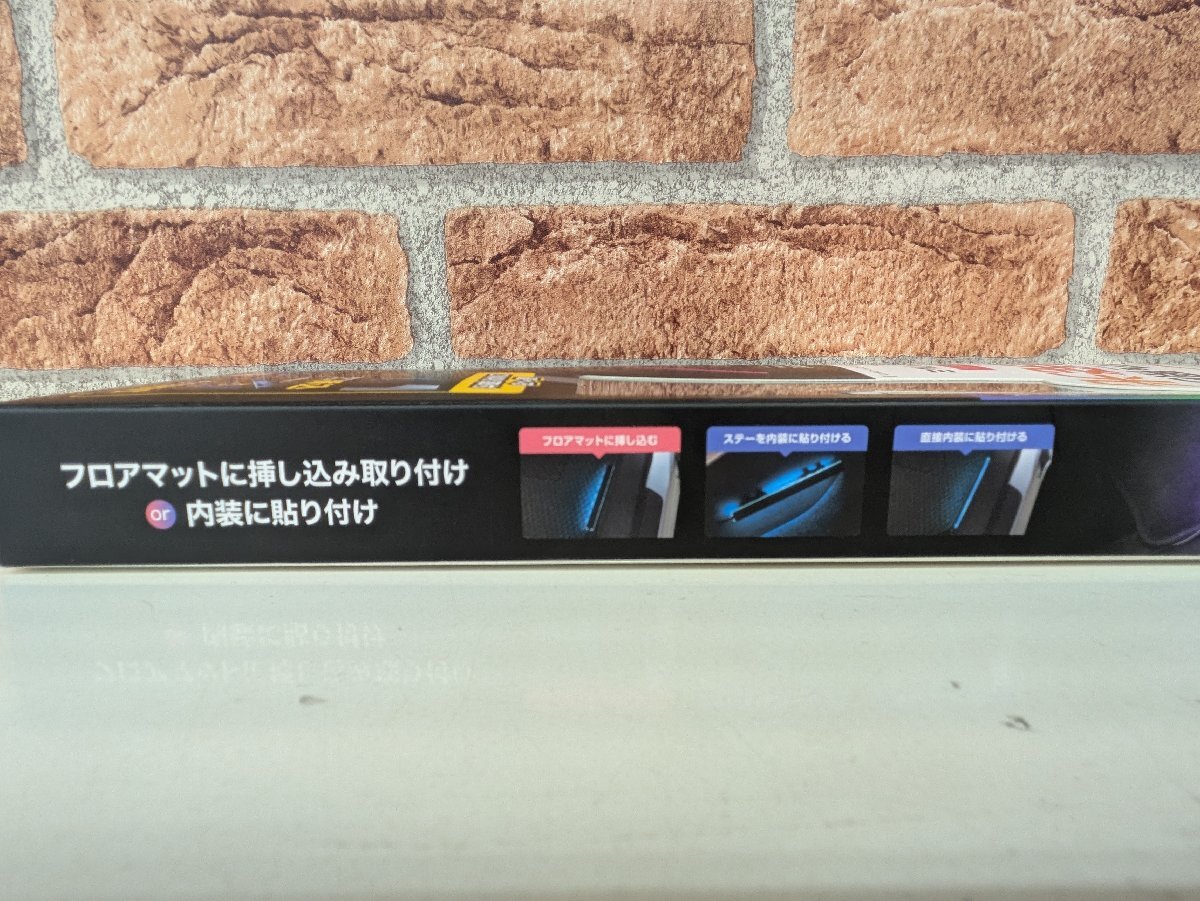 フロアマットに挿し込み取り付け
or 内装に貼り付け
フロアマットに挿し込む
ステーを内装に貼り付ける
直接内装に貼り付ける